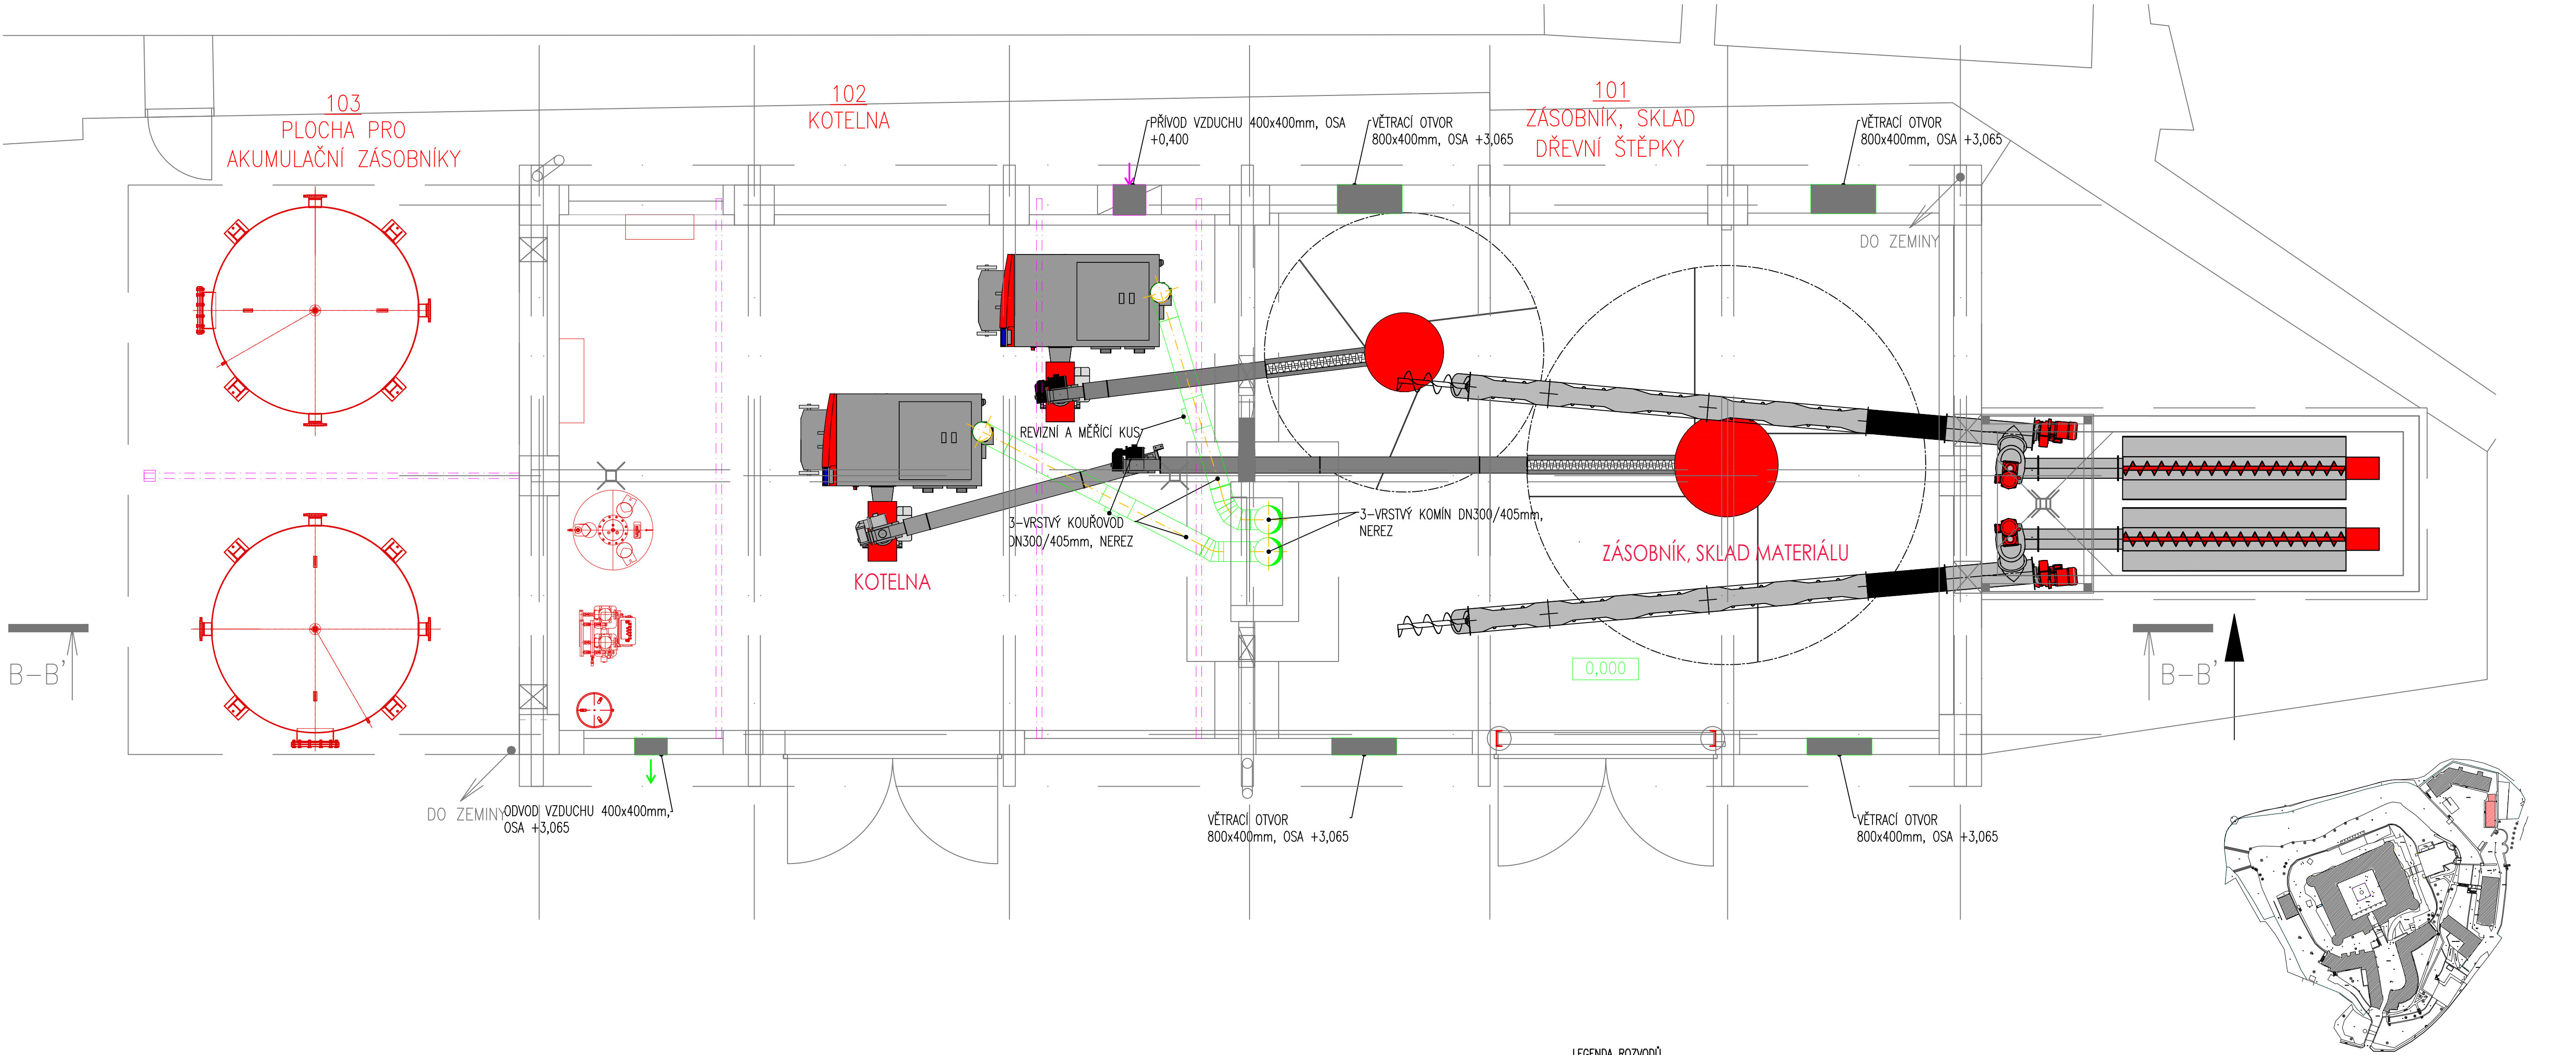 103
PLOCHA PRO
AKUMULAČNÍ ZÁSOBNÍKY
102
KOTELNA
PŘÍVOD VZDUCHU 400x400mm, OSA
+0,400
VĚTRACÍ OTVOR
800x400mm, OSA +3,065
101
ZÁSOBNÍK, SKLAD
DŘEVNÍ ŠTĚPKY
VĚTRACÍ OTVOR
800x400mm, OSA +3,065
DO ZEMINY
REVIZNÍ A MĚŘÍCÍ KUS
3-VRSTVÝ KOUŘOVOD
DN300/405mm, NEREZ
3-VRSTVÝ KOMÍN DN300/405mm,
NEREZ
KOTELNA
ZÁSOBNÍK, SKLAD MATERIÁLU
0,000
B-B'
B-B'
DO ZEMINY
ODVOD VZDUCHU 400x400mm,
OSA +3,065
VĚTRACÍ OTVOR
800x400mm, OSA +3,065
VĚTRACÍ OTVOR
800x400mm, OSA +3,065
LEGENDA ROZVODŮ